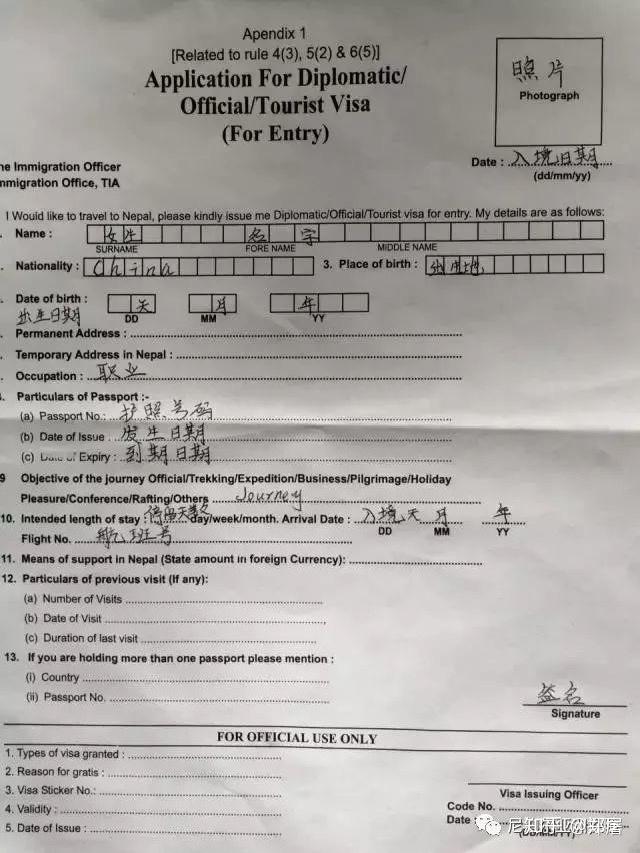 Apendix 1
[Related to rule 4(3), 5(2) & 6(5)]
Application For Diplomatic/
Official/Tourist Visa
(For Entry)
照片
Photograph
he Immigration Officer
mmigration Office, TIA
Date : 入境日期
(dd/mm/yy)
I Would like to travel to Nepal, please kindly issue me Diplomatic/Official/Tourist visa for entry. My details are as follows:
. Name : 名字
SURNAME FORE NAME MIDDLE NAME
. Nationality : China 3. Place of birth : 出生地
. Date of birth : 天 月 年
出生日期 DD MM YY
. Permanent Address :
. Temporary Address in Nepal :
. Occupation : 职业
. Particulars of Passport :-
(a) Passport No.: 护照号码
(b) Date of Issue . 发生日期
(c) Date of Expiry : 到期日期
9 Objective of the journey Official/Trekking/Expedition/Business/Pilgrimage/Holiday
Pleasure/Conference/Rafting/Others Journey
10. Intended length of stay : 停留天数 day/week/month. Arrival Date : 入境天 月 年
DD MM YY
Flight No. 航班号
11. Means of support in Nepal (State amount in foreign Currency):
12. Particulars of previous visit (If any):
(a) Number of Visits
(b) Date of Visit
(c) Duration of last visit
13. If you are holding more than one passport please mention :
(i) Country
(ii) Passport No.
签名
Signature
FOR OFFICIAL USE ONLY
1. Types of visa granted :
2. Reason for gratis :
3. Visa Sticker No.:
4. Validity :
5. Date of Issue :
Visa Issuing Officer
Code No.
Date :
(DD/MM/YY)
知乎 @郑屠